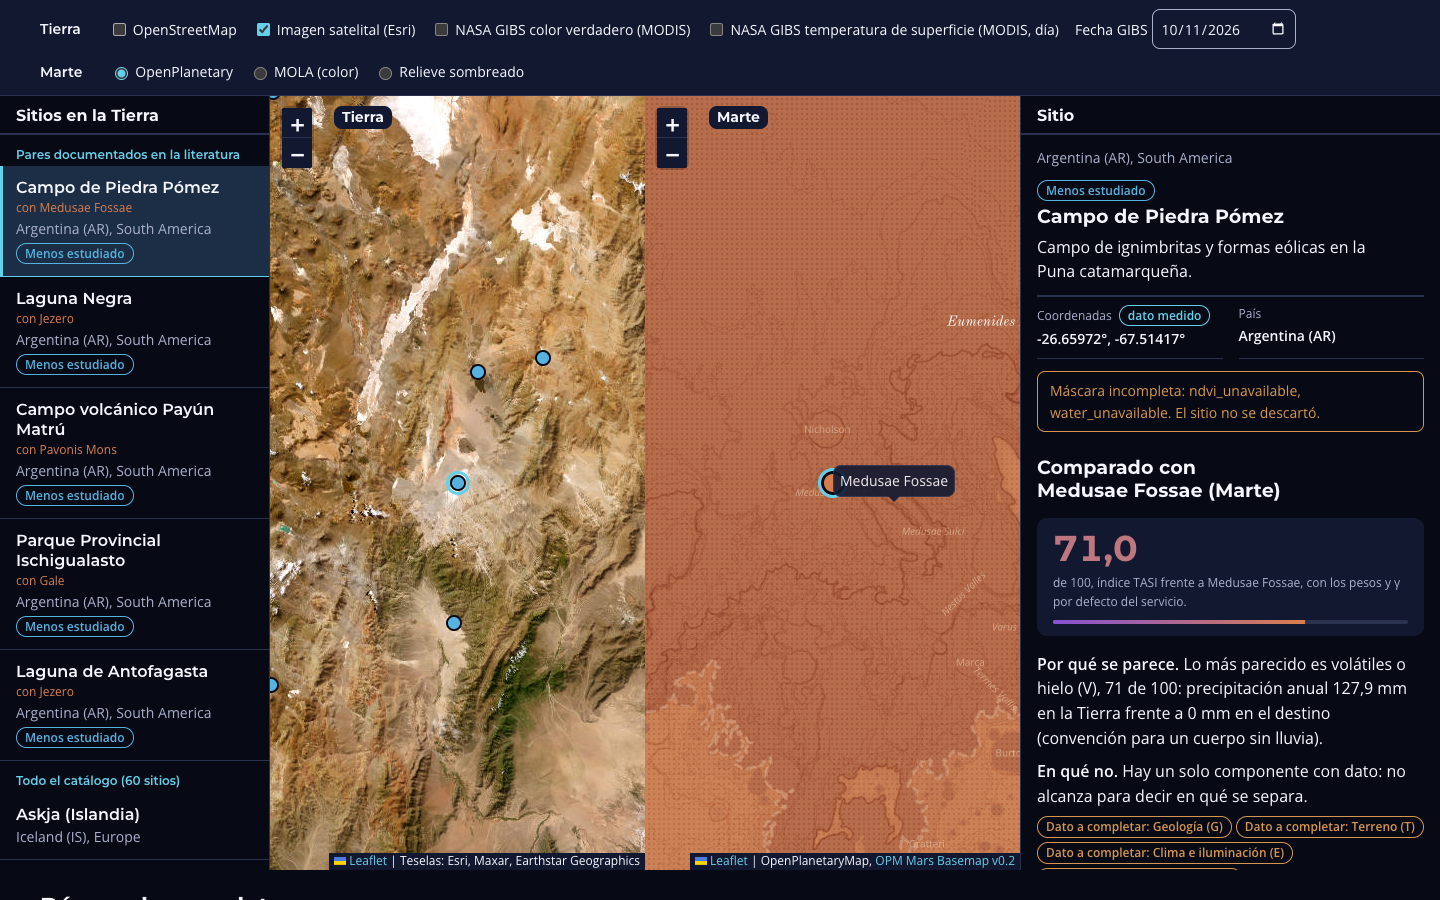 Tierra
OpenStreetMap
Imagen satelital (Esri)
NASA GIBS color verdadero (MODIS)
NASA GIBS temperatura de superficie (MODIS, día)
Fecha GIBS
10/11/2026
Marte
OpenPlanetary
MOLA (color)
Relieve sombreado
Sitios en la Tierra
Pares documentados en la literatura
Campo de Piedra Pómez
con Medusae Fossae
Argentina (AR), South America
Menos estudiado
Laguna Negra
con Jezero
Argentina (AR), South America
Menos estudiado
Campo volcánico Payún
Matrú
con Pavonis Mons
Argentina (AR), South America
Menos estudiado
Parque Provincial
Ischigualasto
con Gale
Argentina (AR), South America
Menos estudiado
Laguna de Antofagasta
con Jezero
Argentina (AR), South America
Menos estudiado
Todo el catálogo (60 sitios)
Askja (Islandia)
Iceland (IS), Europe
+
−
Tierra
Leaflet | Teselas: Esri, Maxar, Earthstar Geographics
+
−
Marte
Eumenides
Nicholson
Medusae Fossae
Medusae Sulci
Varus
Marca
Leaflet | OpenPlanetaryMap, OPM Mars Basemap v0.2
Sitio
Argentina (AR), South America
Menos estudiado
Campo de Piedra Pómez
Campo de ignimbritas y formas eólicas en la
Puna catamarqueña.
Coordenadas dato medido
-26.65972°, -67.51417°
País
Argentina (AR)
Máscara incompleta: ndvi_unavailable,
water_unavailable. El sitio no se descartó.
Comparado con
Medusae Fossae (Marte)
71,0
de 100, índice TASI frente a Medusae Fossae, con los pesos y γ
por defecto del servicio.
Por qué se parece. Lo más parecido es volátiles o
hielo (V), 71 de 100: precipitación anual 127,9 mm
en la Tierra frente a 0 mm en el destino
(convención para un cuerpo sin lluvia).
En qué no. Hay un solo componente con dato: no
alcanza para decir en qué se separa.
Dato a completar: Geología (G)
Dato a completar: Terreno (T)
Dato a completar: Clima e iluminación (E)